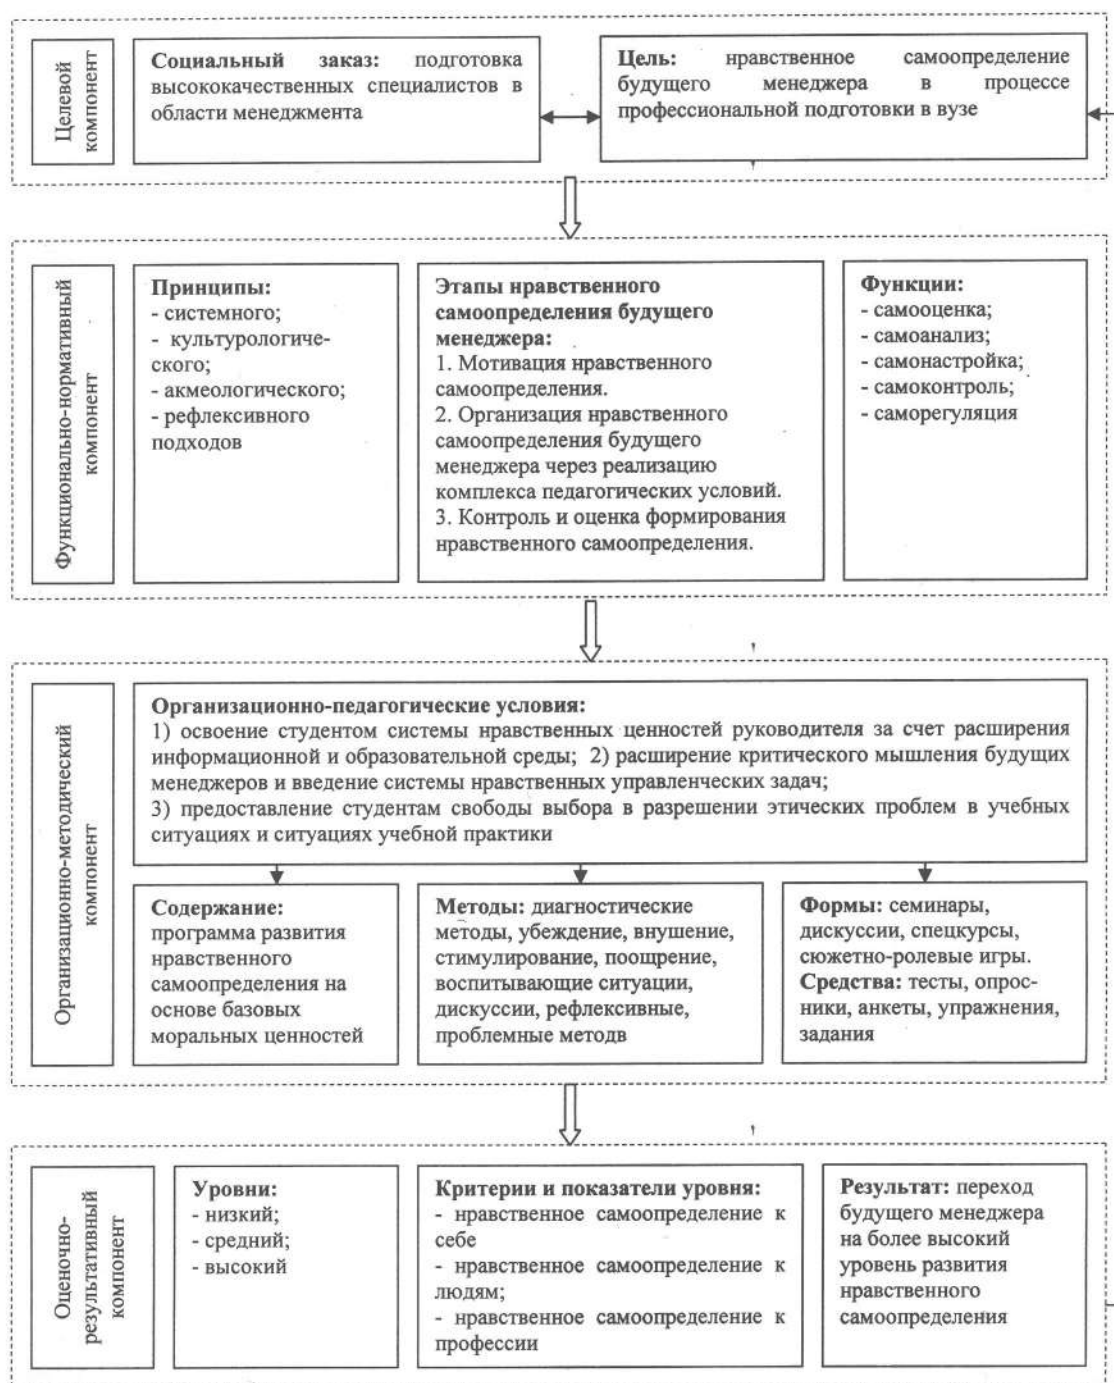 Целевой
компонент
Социальный заказ: подготовка
высококачественных специалистов в
области менеджмента
Цель: нравственное самоопределение
будущего менеджера в процессе
профессиональной подготовки в вузе
Функционально-нормативный
компонент
Принципы:
- системного;
- культурологиче-
ского;
- акмеологического;
- рефлексивного
подходов
Этапы нравственного
самоопределения будущего
менеджера:
1. Мотивация нравственного
самоопределения.
2. Организация нравственного
самоопределения будущего
менеджера через реализацию
комплекса педагогических условий.
3. Контроль и оценка формирования
нравственного самоопределения.
Функции:
- самооценка;
- самоанализ;
- самонастройка;
- самоконтроль;
- саморегуляция
Организационно-методический
компонент
Организационно-педагогические условия:
1) освоение студентом системы нравственных ценностей руководителя за счет расширения
информационной и образовательной среды; 2) расширение критического мышления будущих
менеджеров и введение системы нравственных управленческих задач;
3) предоставление студентам свободы выбора в разрешении этических проблем в учебных
ситуациях и ситуациях учебной практики
Содержание:
программа развития
нравственного
самоопределения на
основе базовых
моральных ценностей
Методы: диагностические
методы, убеждение, внушение,
стимулирование, поощрение,
воспитывающие ситуации,
дискуссии, рефлексивные,
проблемные методв
Формы: семинары,
дискуссии, спецкурсы,
сюжетно-ролевые игры.
Средства: тесты, опрос-
ники, анкеты, упражнения,
задания
Оценочно-
результативный
компонент
Уровни:
- низкий;
- средний;
- высокий
Критерии и показатели уровня:
- нравственное самоопределение к
себе
- нравственное самоопределение к
людям;
- нравственное самоопределение к
профессии
Результат: переход
будущего менеджера
на более высокий
уровень развития
нравственного
самоопределения